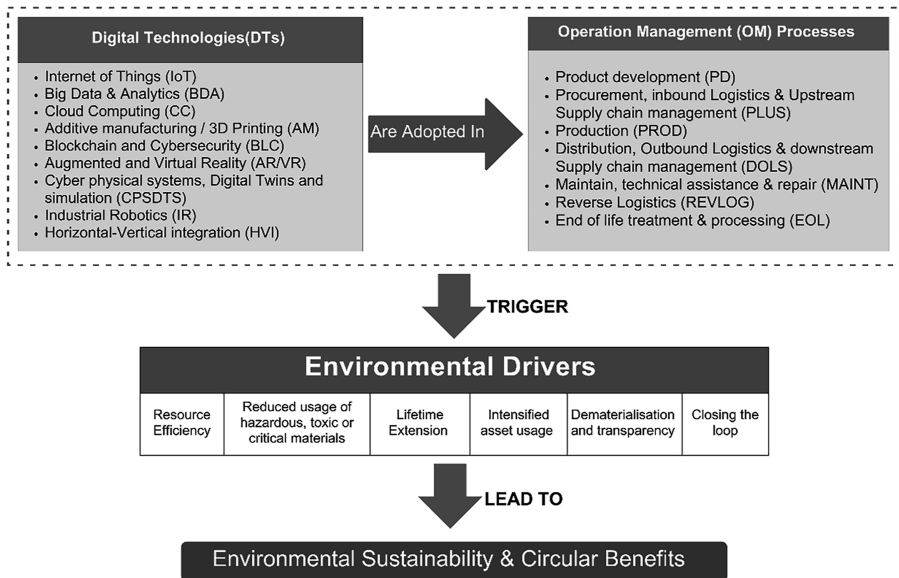 Digital Technologies(DTs)
• Internet of Things (IoT)
• Big Data & Analytics (BDA)
• Cloud Computing (CC)
• Additive manufacturing / 3D Printing (AM)
• Blockchain and Cybersecurity (BLC)
• Augmented and Virtual Reality (AR/VR)
• Cyber physical systems, Digital Twins and
simulation (CPSDTS)
• Industrial Robotics (IR)
• Horizontal-Vertical integration (HVI)
Are Adopted In
Operation Management (OM) Processes
• Product development (PD)
• Procurement, inbound Logistics & Upstream
Supply chain management (PLUS)
• Production (PROD)
• Distribution, Outbound Logistics & downstream
Supply chain management (DOLS)
• Maintain, technical assistance & repair (MAINT)
• Reverse Logistics (REVLOG)
• End of life treatment & processing (EOL)
TRIGGER
Environmental Drivers
Resource
Efficiency
Reduced usage of
hazardous, toxic or
critical materials
Lifetime
Extension
Intensified
asset usage
Dematerialisation
and transparency
Closing the
loop
LEAD TO
Environmental Sustainability & Circular Benefits